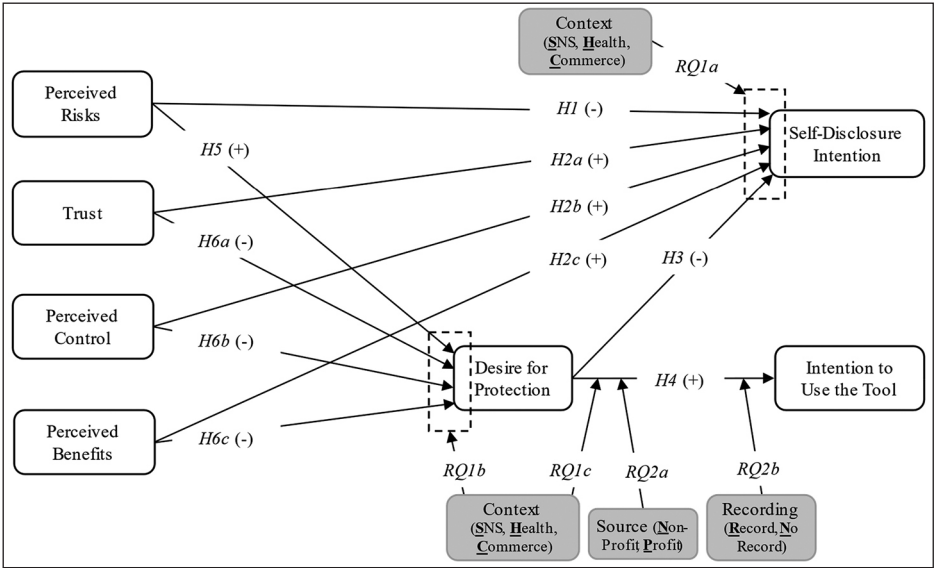 Context
(SNS, Health,
Commerce)
RQ1a
Perceived
Risks
H1 (-)
Self-Disclosure
Intention
H5 (+)
H2a (+)
Trust
H2b (+)
H6a (-)
H2c (+)
H3 (-)
Perceived
Control
H6b (-)
Desire for
Protection
H4 (+)
Intention to
Use the Tool
Perceived
Benefits
H6c (-)
RQ1b
RQ1c
RQ2a
RQ2b
Context
(SNS, Health,
Commerce)
Source (Non-
Profit, Profit)
Recording
(Record, No
Record)